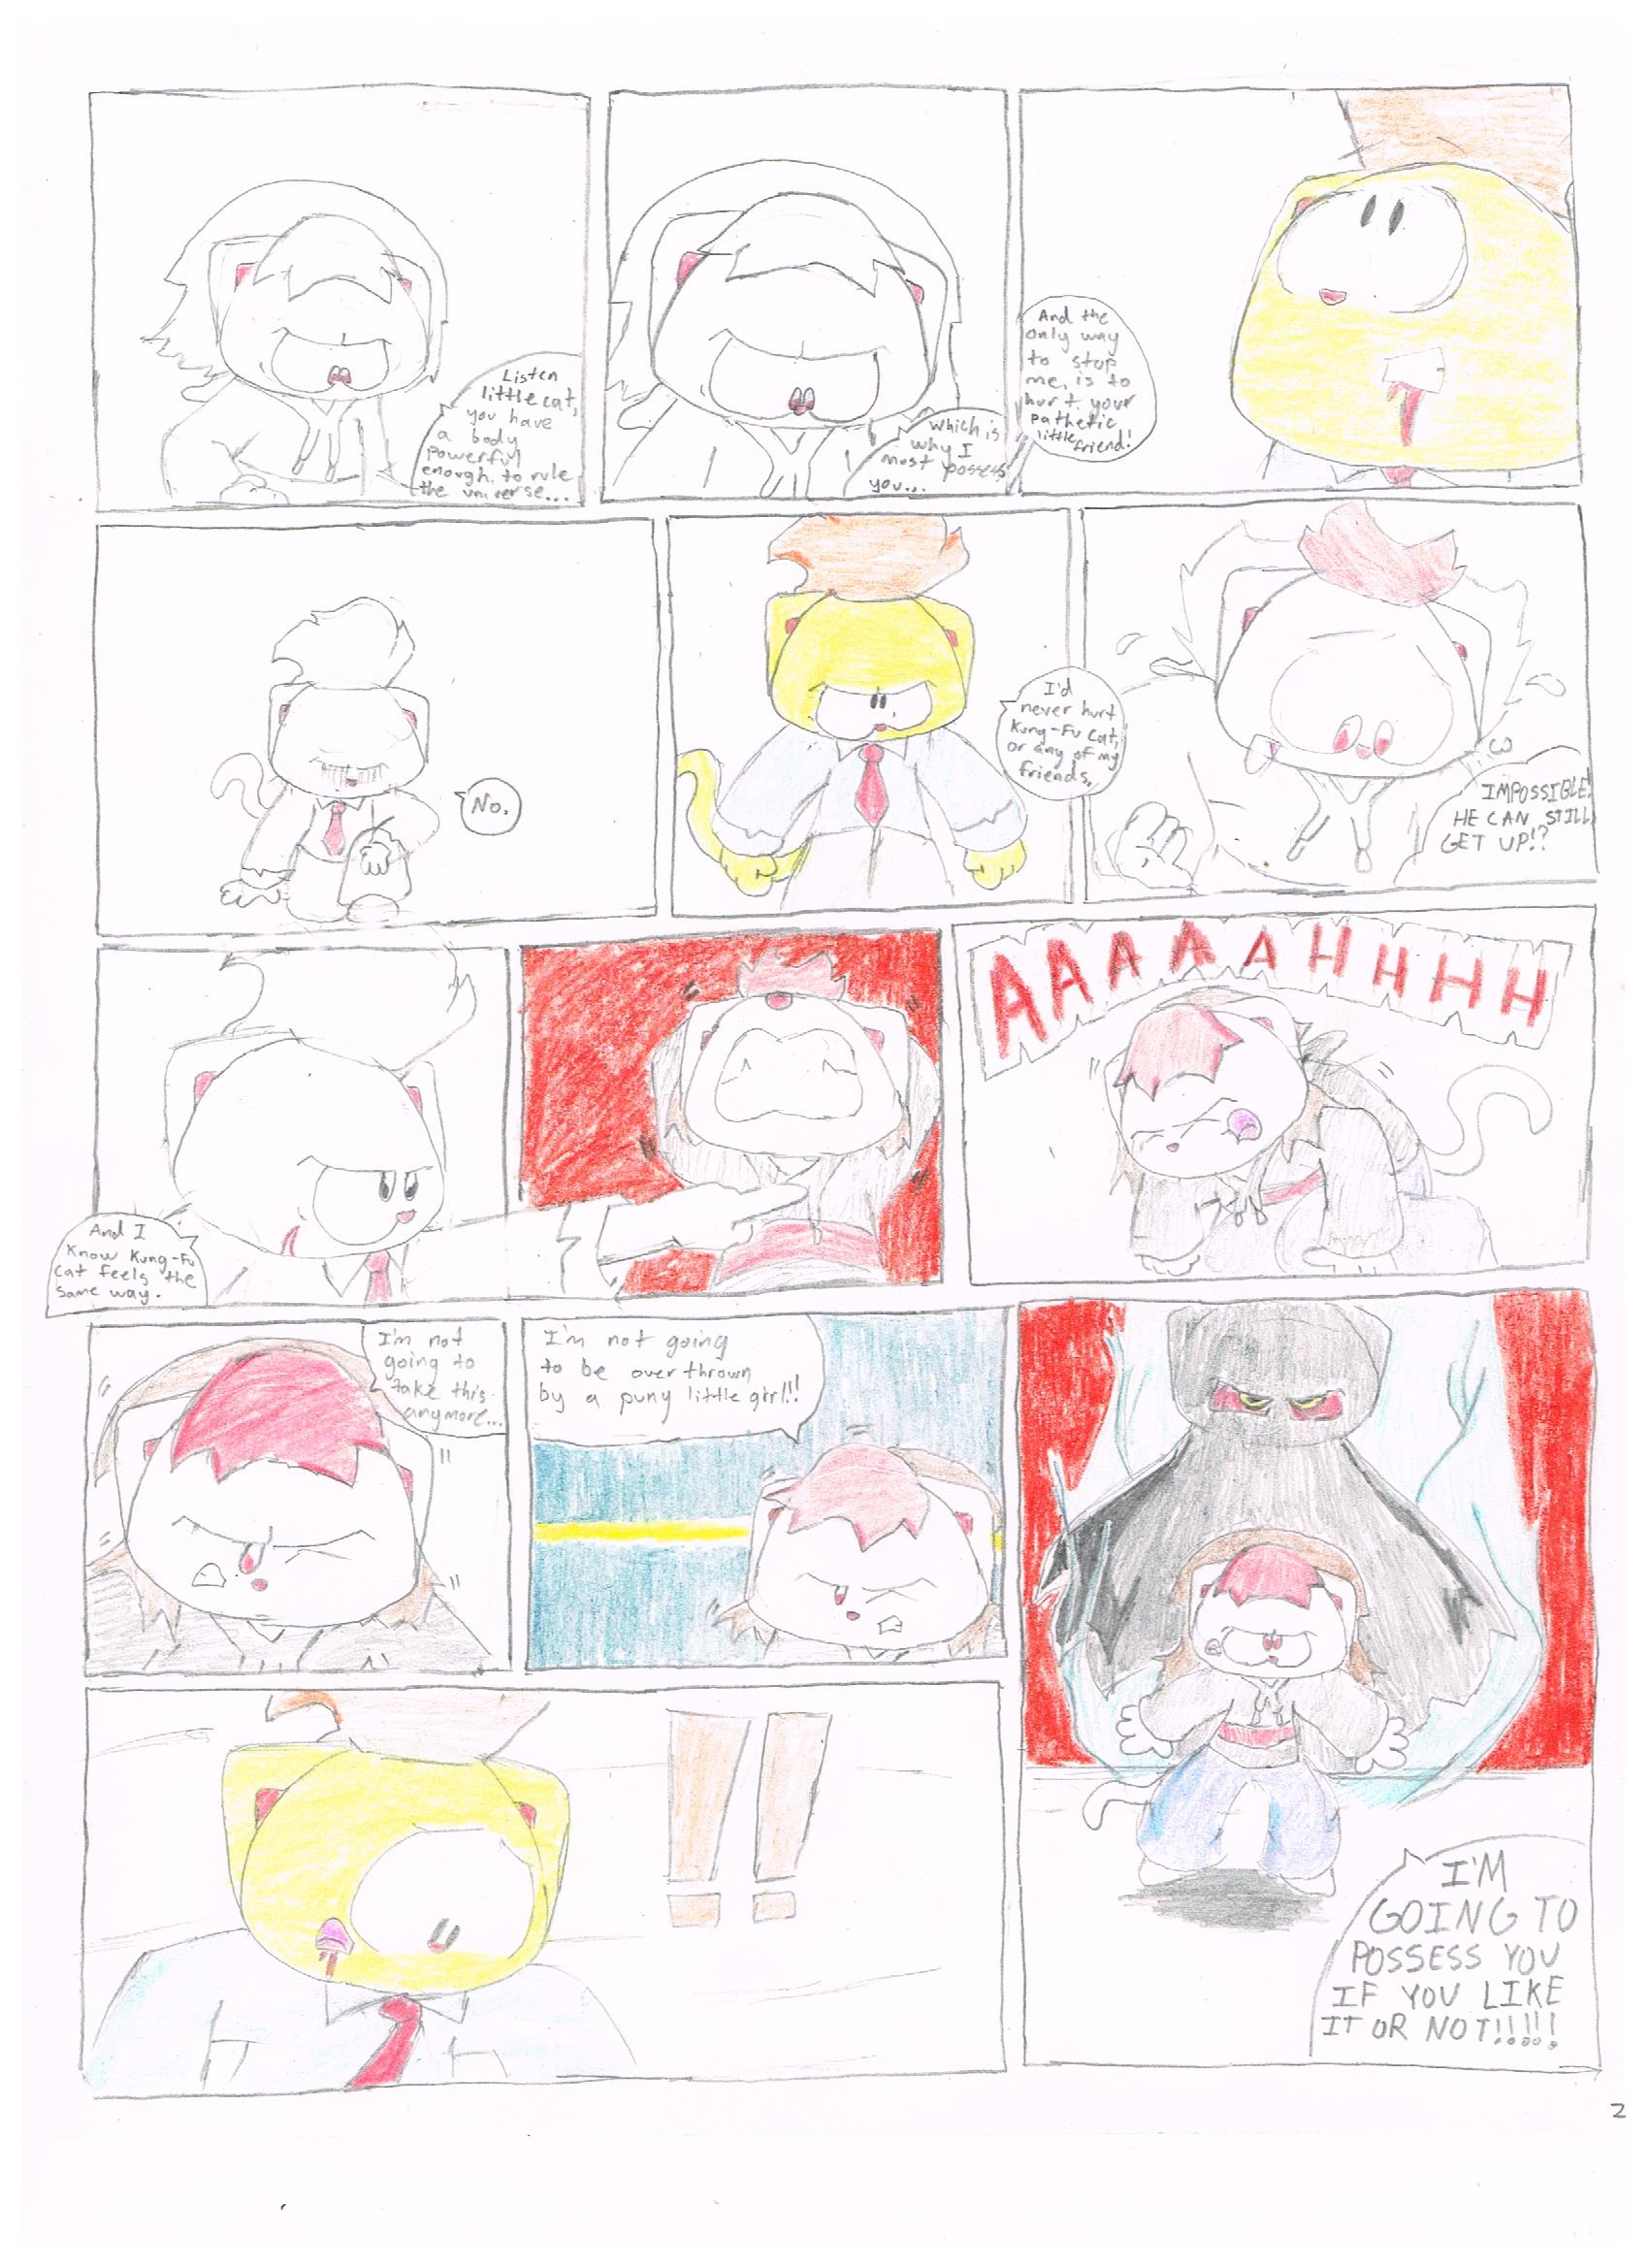 Listen
little cat,
you have
a body
powerful
enough, to rule
the universe...
Which is
why I
most possess
you...
And the
only way
to stop
me, is to
hurt your
pathetic
little friend!
No.
I'd
never hurt
Kung-Fu Cat,
or any of my
friends.
IMPOSSIBLE!
HE CAN STILL
GET UP!?
And I
know Kung-Fu
Cat feels the
same way.
AAAAAHHHH
I'm not
going to
take this
anymore...
I'm not going
to be over thrown
by a puny little girl!!
!!
I'M
GOING TO
POSSESS YOU
IF YOU LIKE
IT OR NOT!!!!!
2